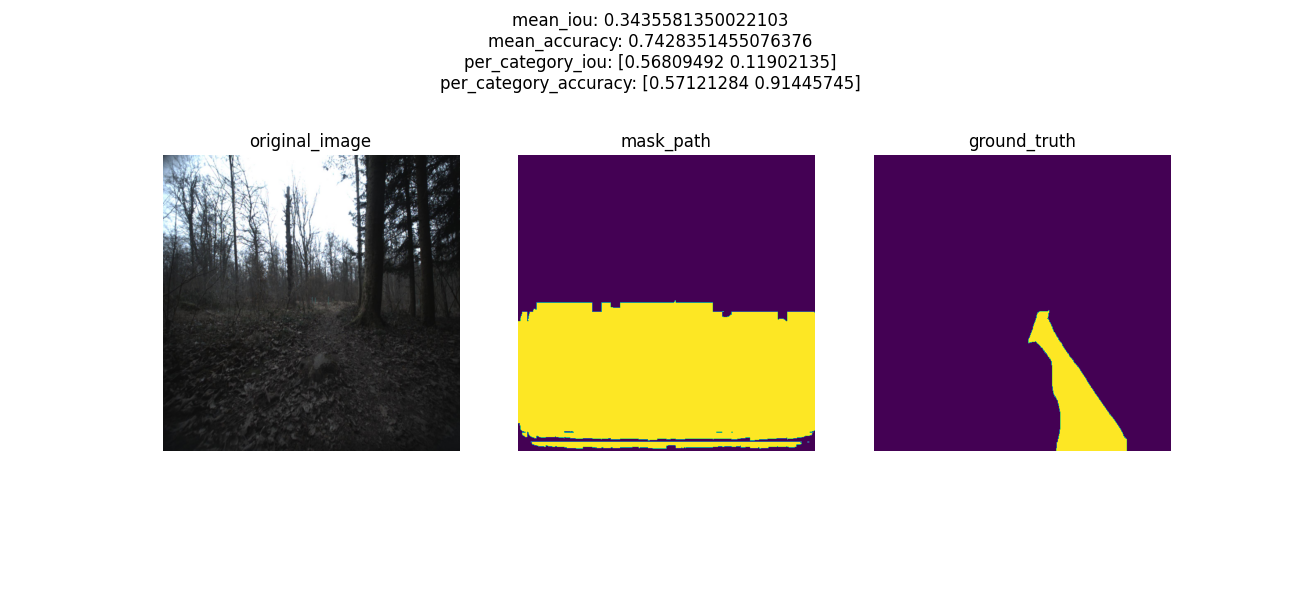 mean_iou: 0.3435581350022103
mean_accuracy: 0.7428351455076376
per_category_iou: [0.56809492 0.11902135]
per_category_accuracy: [0.57121284 0.91445745]
original_image
mask_path
ground_truth